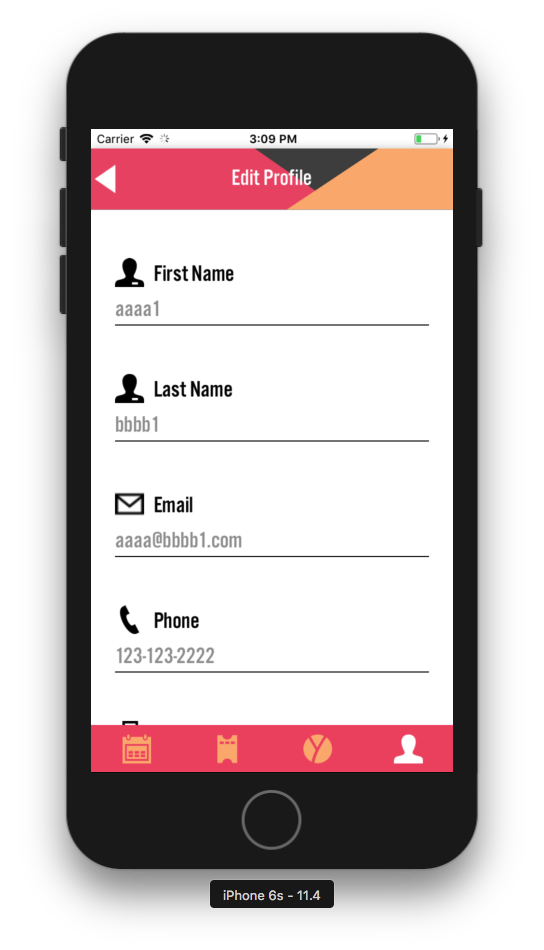 Carrier 3:09 PM
Edit Profile
First Name
aaaa1
Last Name
bbbb1
Email
aaaa@bbbb1.com
Phone
123-123-2222
iPhone 6s - 11.4